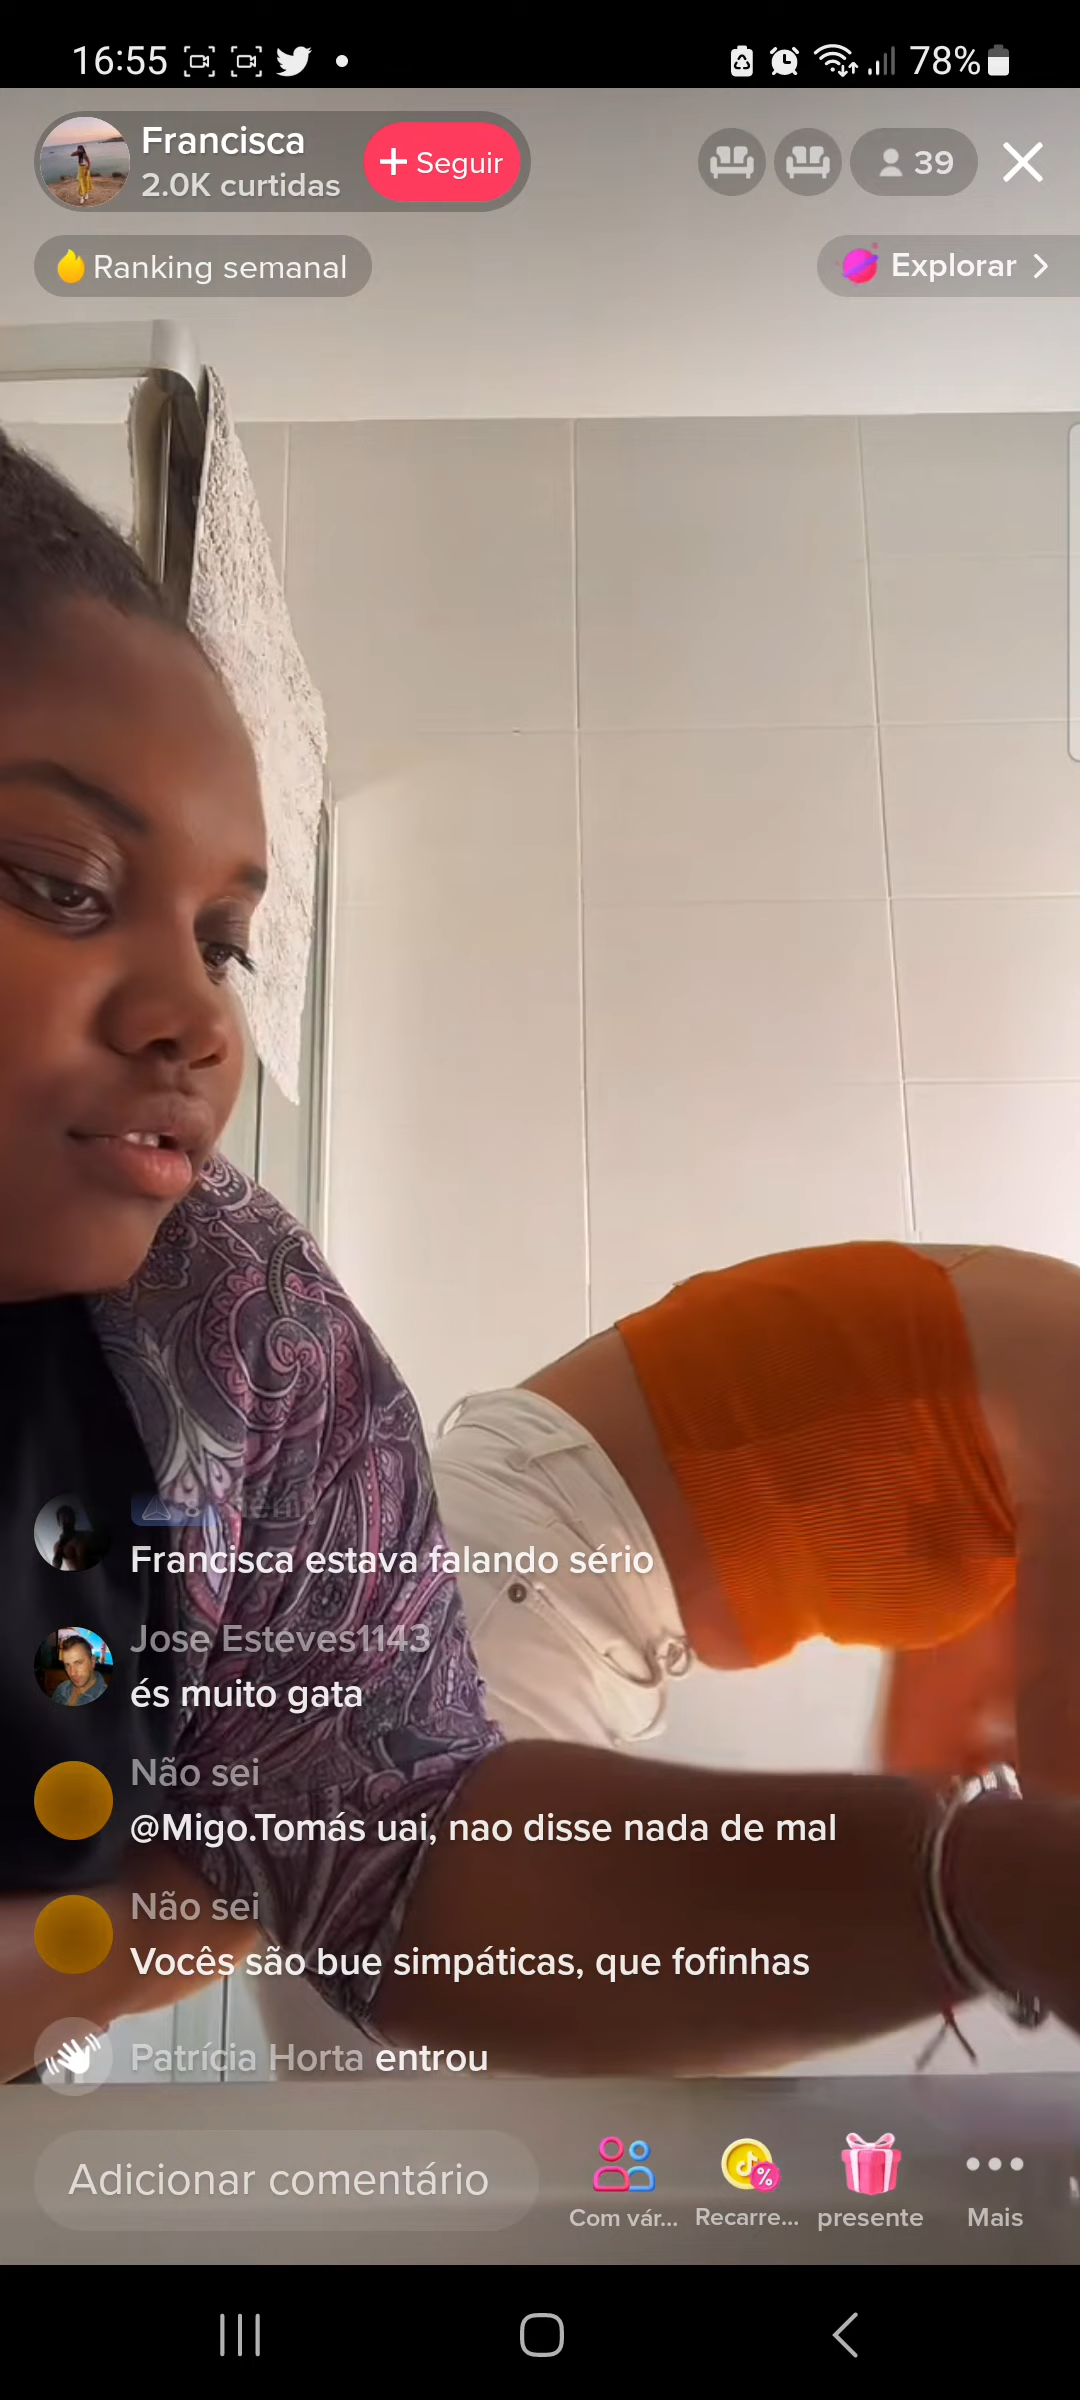 16:55
78%
Francisca
2.0K curtidas
+ Seguir
39
Ranking semanal
Explorar
Francisca estava falando sério
Jose Esteves1143
és muito gata
Não sei
@Migo.Tomás uai, nao disse nada de mal
Não sei
Vocês são bue simpáticas, que fofinhas
Patrícia Horta entrou
Adicionar comentário
Com vár...
Recarre...
presente
Mais